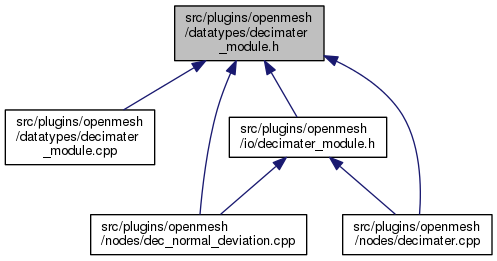 src/plugins/openmesh
/datatypes/decimater
_module.h
src/plugins/openmesh
/datatypes/decimater
_module.cpp
src/plugins/openmesh
/io/decimater_module.h
src/plugins/openmesh
/nodes/dec_normal_deviation.cpp
src/plugins/openmesh
/nodes/decimater.cpp